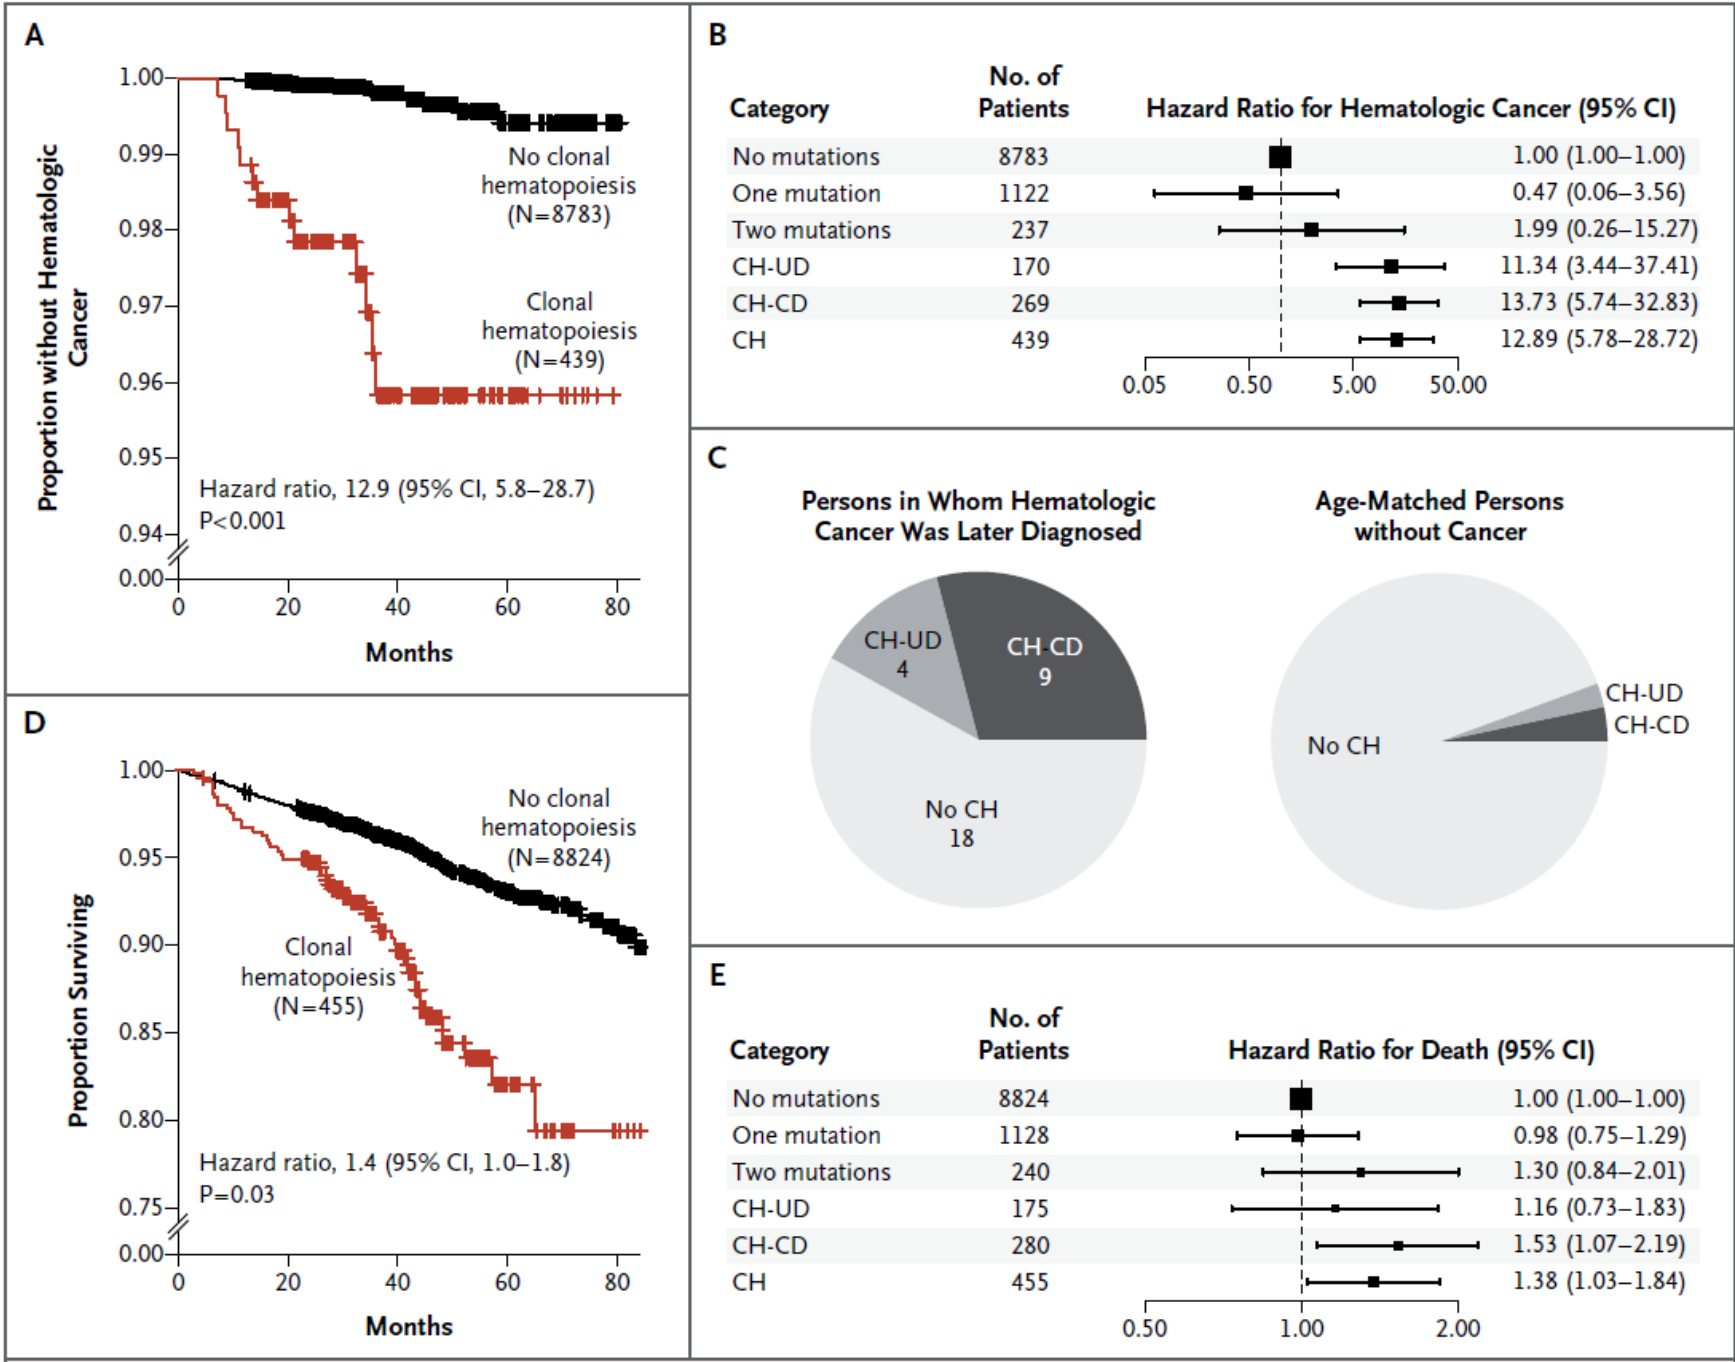 A
1.00
0.99
0.98
0.97
0.96
0.95
0.94
0.00
Proportion without Hematologic
Cancer
No clonal
hematopoiesis
(N=8783)
Clonal
hematopoiesis
(N=439)
Hazard ratio, 12.9 (95% CI, 5.8–28.7)
P<0.001
0 20 40 60 80
Months
B
No. of
Category Patients Hazard Ratio for Hematologic Cancer (95% CI)
No mutations 8783 1.00 (1.00–1.00)
One mutation 1122 0.47 (0.06–3.56)
Two mutations 237 1.99 (0.26–15.27)
CH-UD 170 11.34 (3.44–37.41)
CH-CD 269 13.73 (5.74–32.83)
CH 439 12.89 (5.78–28.72)
0.05 0.50 5.00 50.00
C
Persons in Whom Hematologic
Cancer Was Later Diagnosed
CH-UD
4
CH-CD
9
No CH
18
Age-Matched Persons
without Cancer
CH-UD
CH-CD
No CH
D
1.00
0.95
0.90
0.85
0.80
0.75
0.00
Proportion Surviving
No clonal
hematopoiesis
(N=8824)
Clonal
hematopoiesis
(N=455)
Hazard ratio, 1.4 (95% CI, 1.0–1.8)
P=0.03
0 20 40 60 80
Months
E
No. of
Category Patients Hazard Ratio for Death (95% CI)
No mutations 8824 1.00 (1.00–1.00)
One mutation 1128 0.98 (0.75–1.29)
Two mutations 240 1.30 (0.84–2.01)
CH-UD 175 1.16 (0.73–1.83)
CH-CD 280 1.53 (1.07–2.19)
CH 455 1.38 (1.03–1.84)
0.50 1.00 2.00